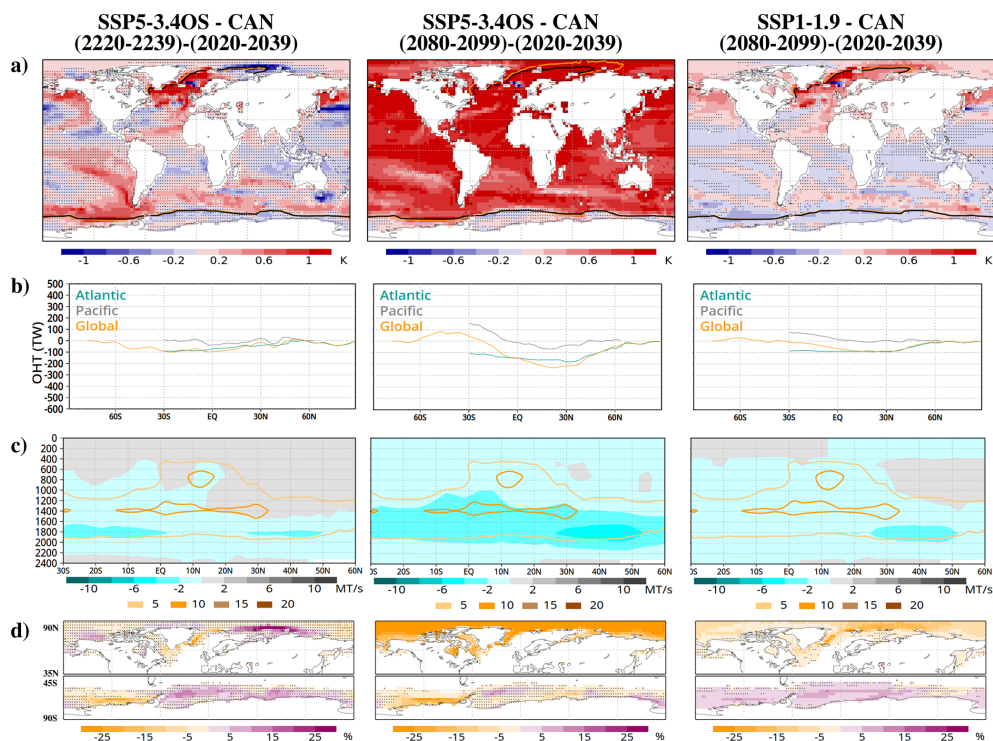 SSP5-3.4OS - CAN SSP5-3.4OS - CAN SSP1-1.9 - CAN
(2220-2239)-(2020-2039) (2080-2099)-(2020-2039) (2080-2099)-(2020-2039)
a)
-1 -0.6 -0.2 0.2 0.6 1 K -1 -0.6 -0.2 0.2 0.6 1 K -1 -0.6 -0.2 0.2 0.6 1 K
b)
OHT (TW)
500
400
300
200
100
0
-100
-200
-300
-400
-500
-600
Atlantic Atlantic Atlantic
Pacific Pacific Pacific
Global Global Global
60S 30S EQ 30N 60N 60S 30S EQ 30N 60N 60S 30S EQ 30N 60N
c)
0
200
400
600
800
1000
1200
1400
1600
1800
2000
2200
2400
30S 20S 10S EQ 10N 20N 30N 40N 50N 60N 20S 10S EQ 10N 20N 30N 40N 50N 60N 20S 10S EQ 10N 20N 30N 40N 50N 60N
-10 -6 -2 2 6 10 MT/s -10 -6 -2 2 6 10 MT/s -10 -6 -2 2 6 10 MT/s
5 10 15 20 5 10 15 20 5 10 15 20
d)
90N
35N
45S
90S
-25 -15 -5 5 15 25 % -25 -15 -5 5 15 25 % -25 -15 -5 5 15 25 %